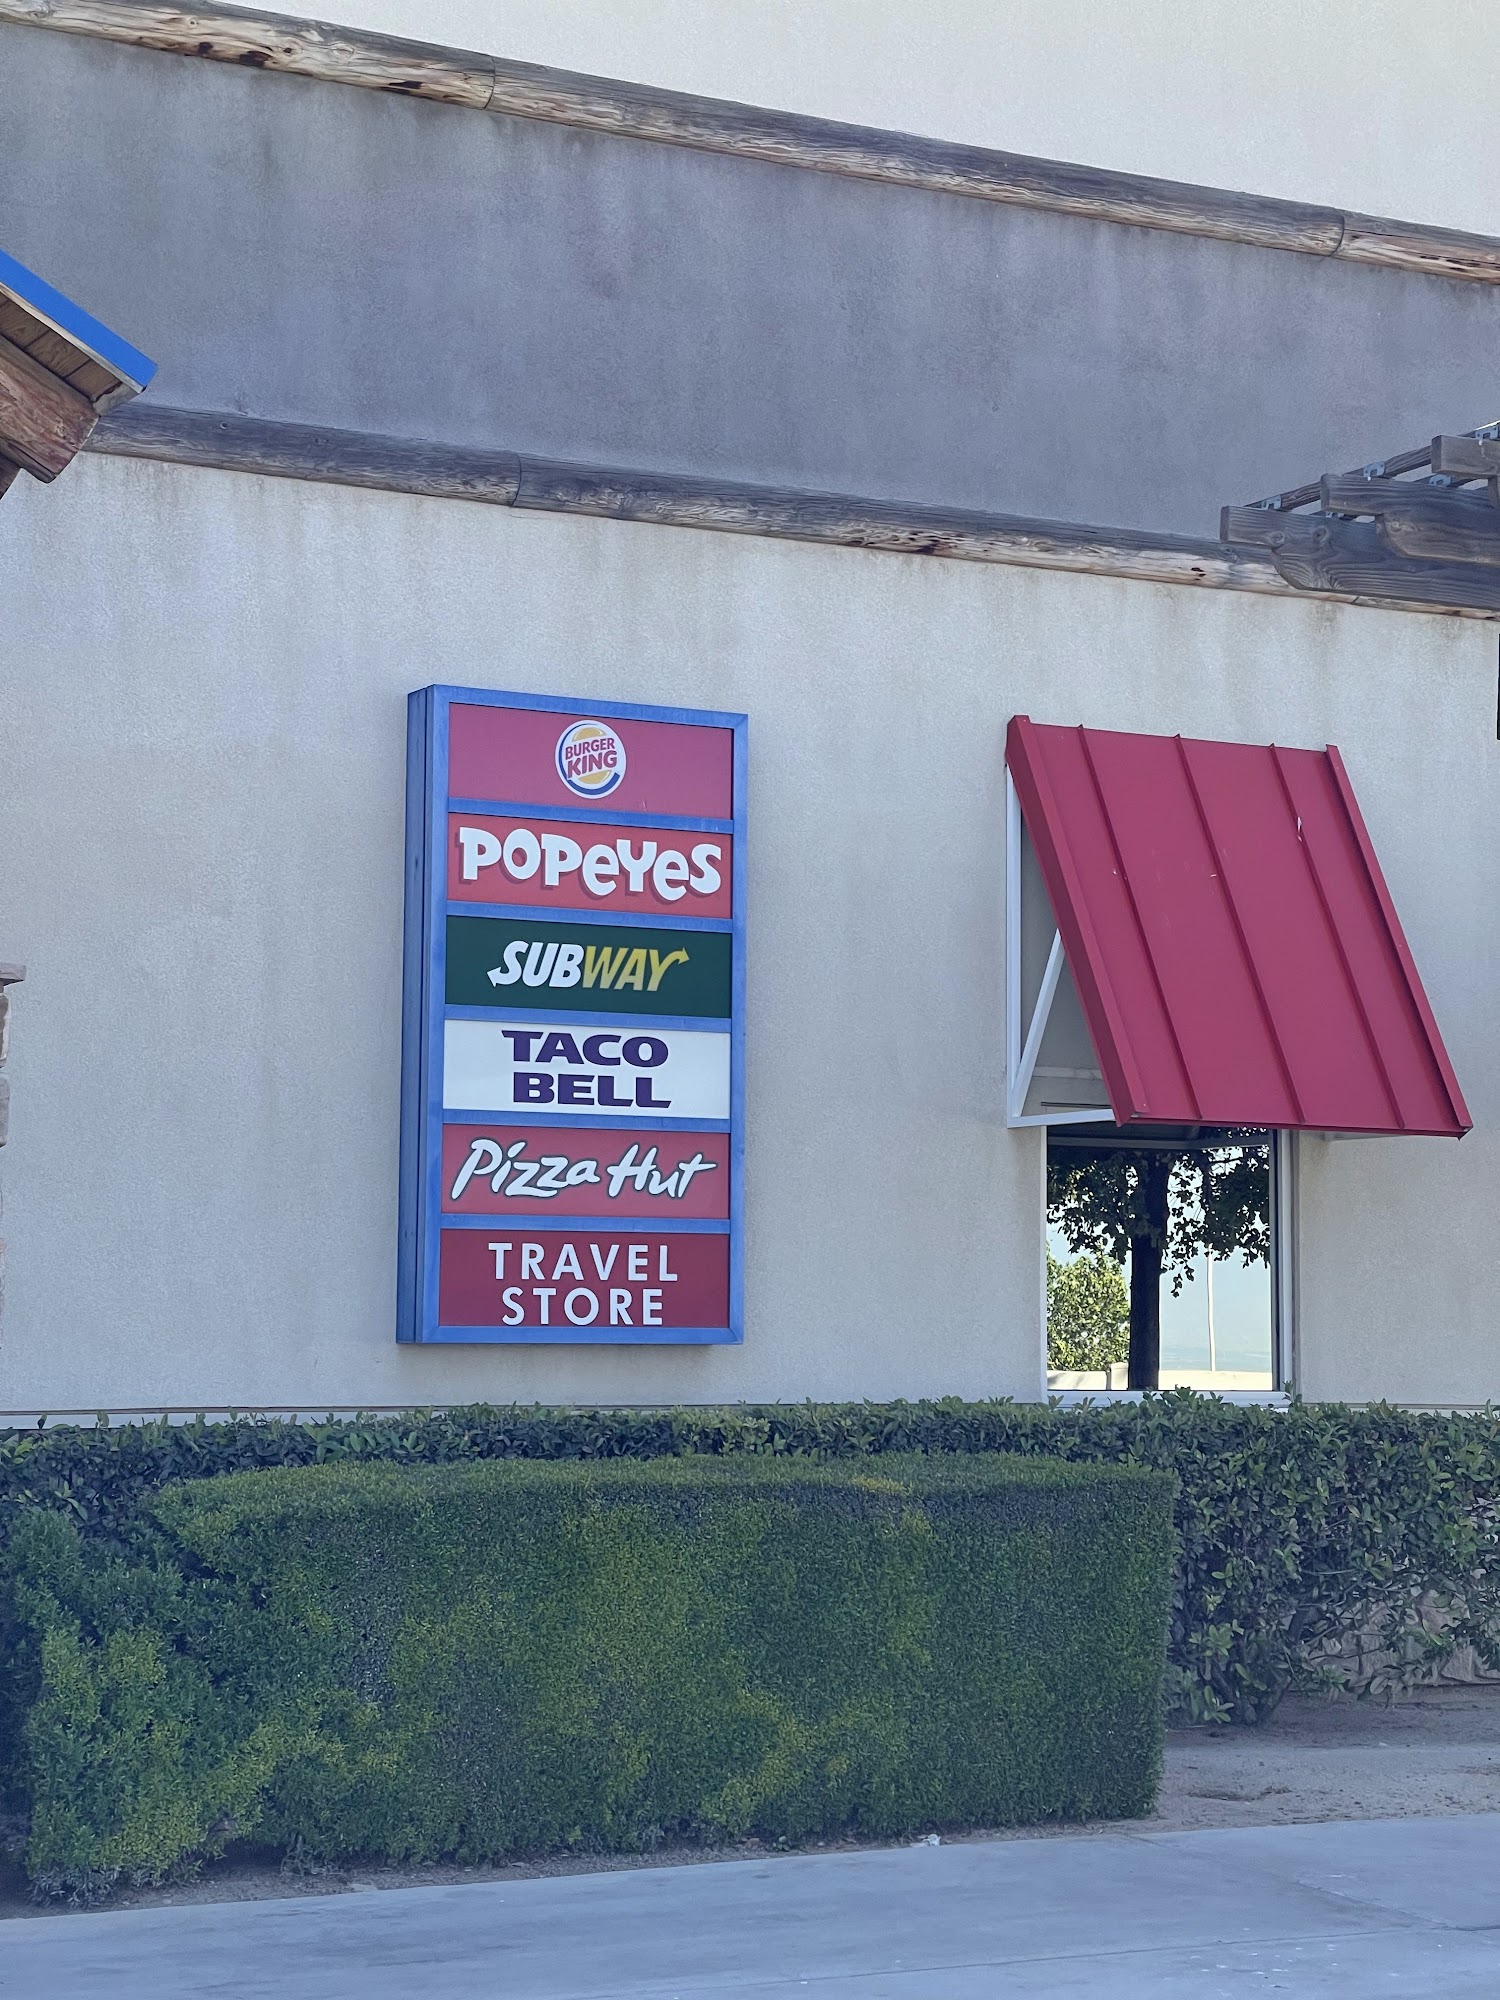 BURGER
KING
POPEYES
SUBWAY
TACO
BELL
Pizza Hut
TRAVEL
STORE